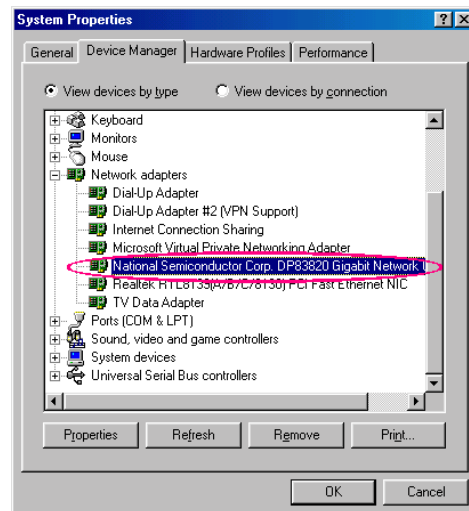 System Properties
General Device Manager Hardware Profiles Performance
View devices by type View devices by connection
Keyboard
Monitors
Mouse
Network adapters
Dial-Up Adapter
Dial-Up Adapter #2 (VPN Support)
Internet Connection Sharing
Microsoft Virtual Private Networking Adapter
National Semiconductor Corp. DP83820 Gigabit Network
Realtek RTL8139(A/B/C/8130) PCI Fast Ethernet NIC
TV Data Adapter
Ports (COM & LPT)
Sound, video and game controllers
System devices
Universal Serial Bus controllers
Properties Refresh Remove Print...
OK Cancel